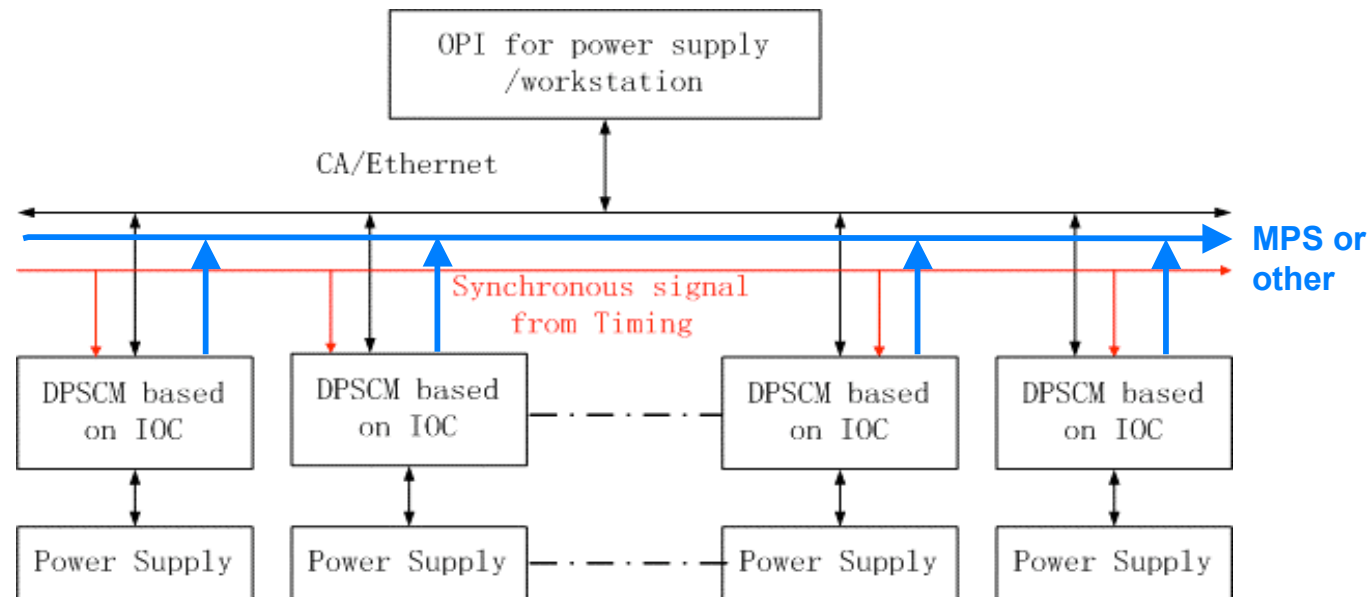 OPI for power supply
/workstation
CA/Ethernet
MPS or
other
Synchronous signal
from Timing
DPSCM based
on IOC
DPSCM based
on IOC
DPSCM based
on IOC
DPSCM based
on IOC
Power Supply
Power Supply
Power Supply
Power Supply